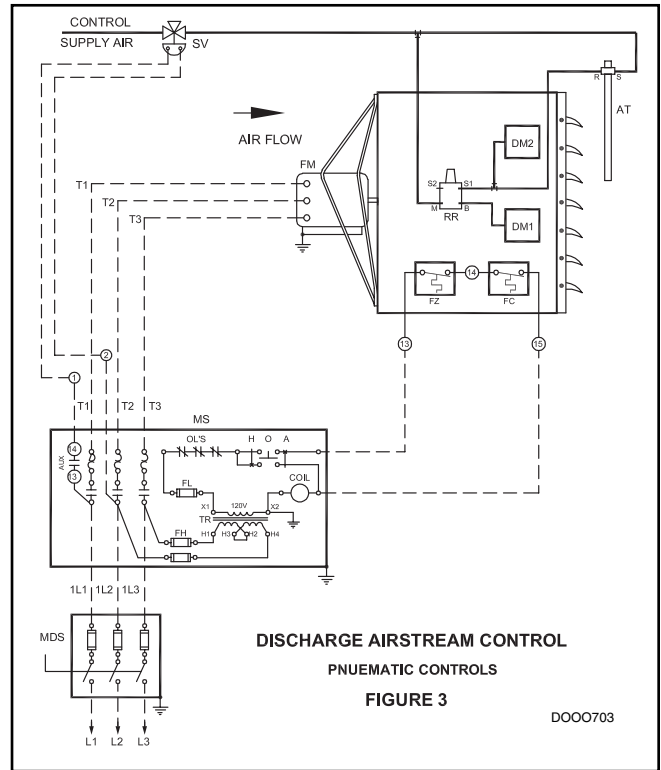 CONTROL
SUPPLY AIR
SV
R S
AT
AIR FLOW
FM
DM2
T1
S2 S1
T2
RR
M B
T3
DM1
14
FZ FC
13 15
2
1
T1 T2 T3
MS
OL'S H O A
14
AUX
13
COIL
FL
X1 120V X2
TR
FH H1 H3 H2 H4
1L1 1L2 1L3
MDS
DISCHARGE AIRSTREAM CONTROL
PNUEMATIC CONTROLS
FIGURE 3
DOOO703
L1 L2 L3